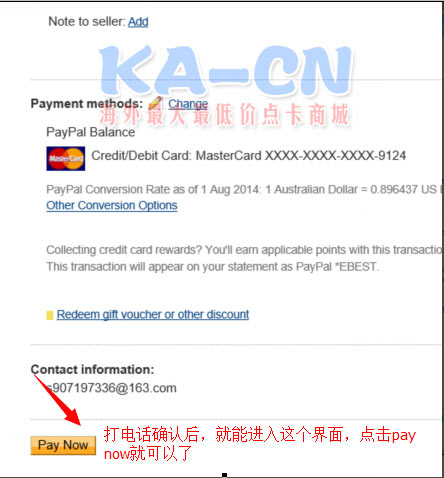 Note to seller: Add
KA-CN
海外最大最低价点卡商城
Payment methods: Change
PayPal Balance
MasterCard Credit/Debit Card: MasterCard XXXX-XXXX-XXXX-9124
PayPal Conversion Rate as of 1 Aug 2014: 1 Australian Dollar = 0.896437 US
Other Conversion Options
Collecting credit card rewards? You'll earn applicable points with this transactio
This transaction will appear on your statement as PayPal *EBEST.
Redeem gift voucher or other discount
Contact information:
s907197336@163.com
打电话确认后，就能进入这个界面，点击pay
now就可以了
Pay Now